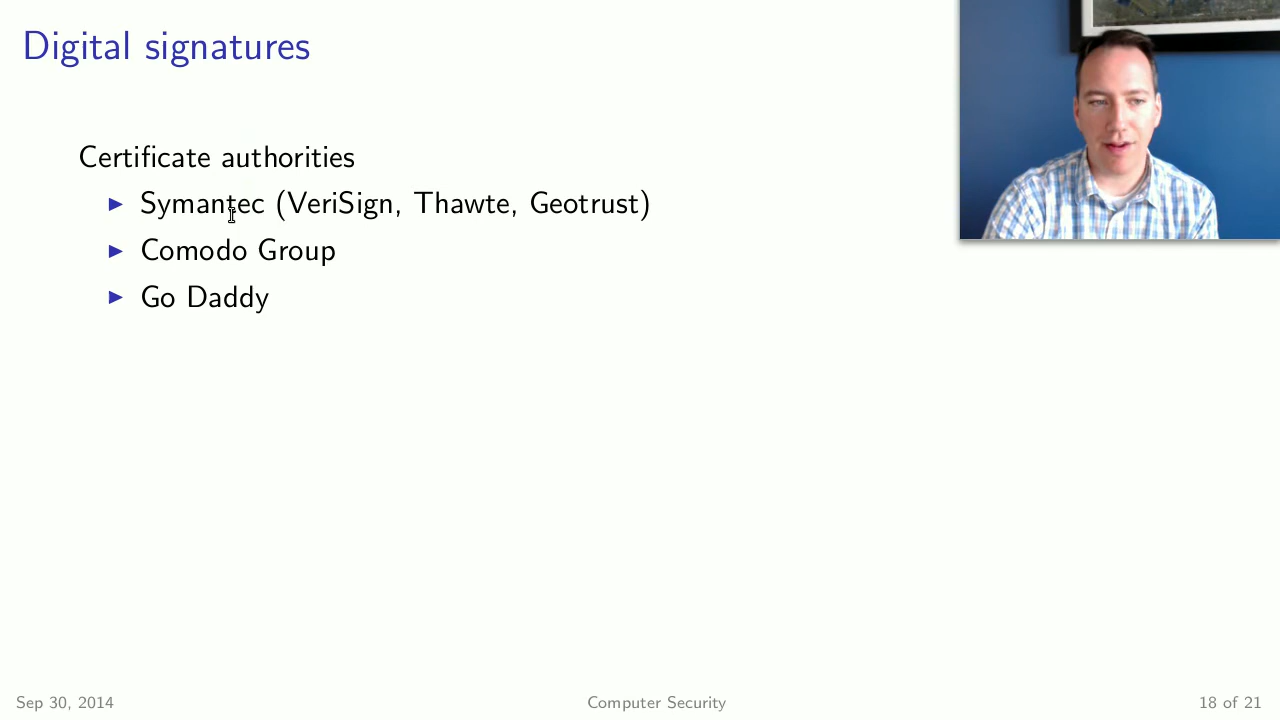 Digital signatures
Certificate authorities
Symantec (VeriSign, Thawte, Geotrust)
Comodo Group
Go Daddy
Sep 30, 2014
Computer Security
18 of 21